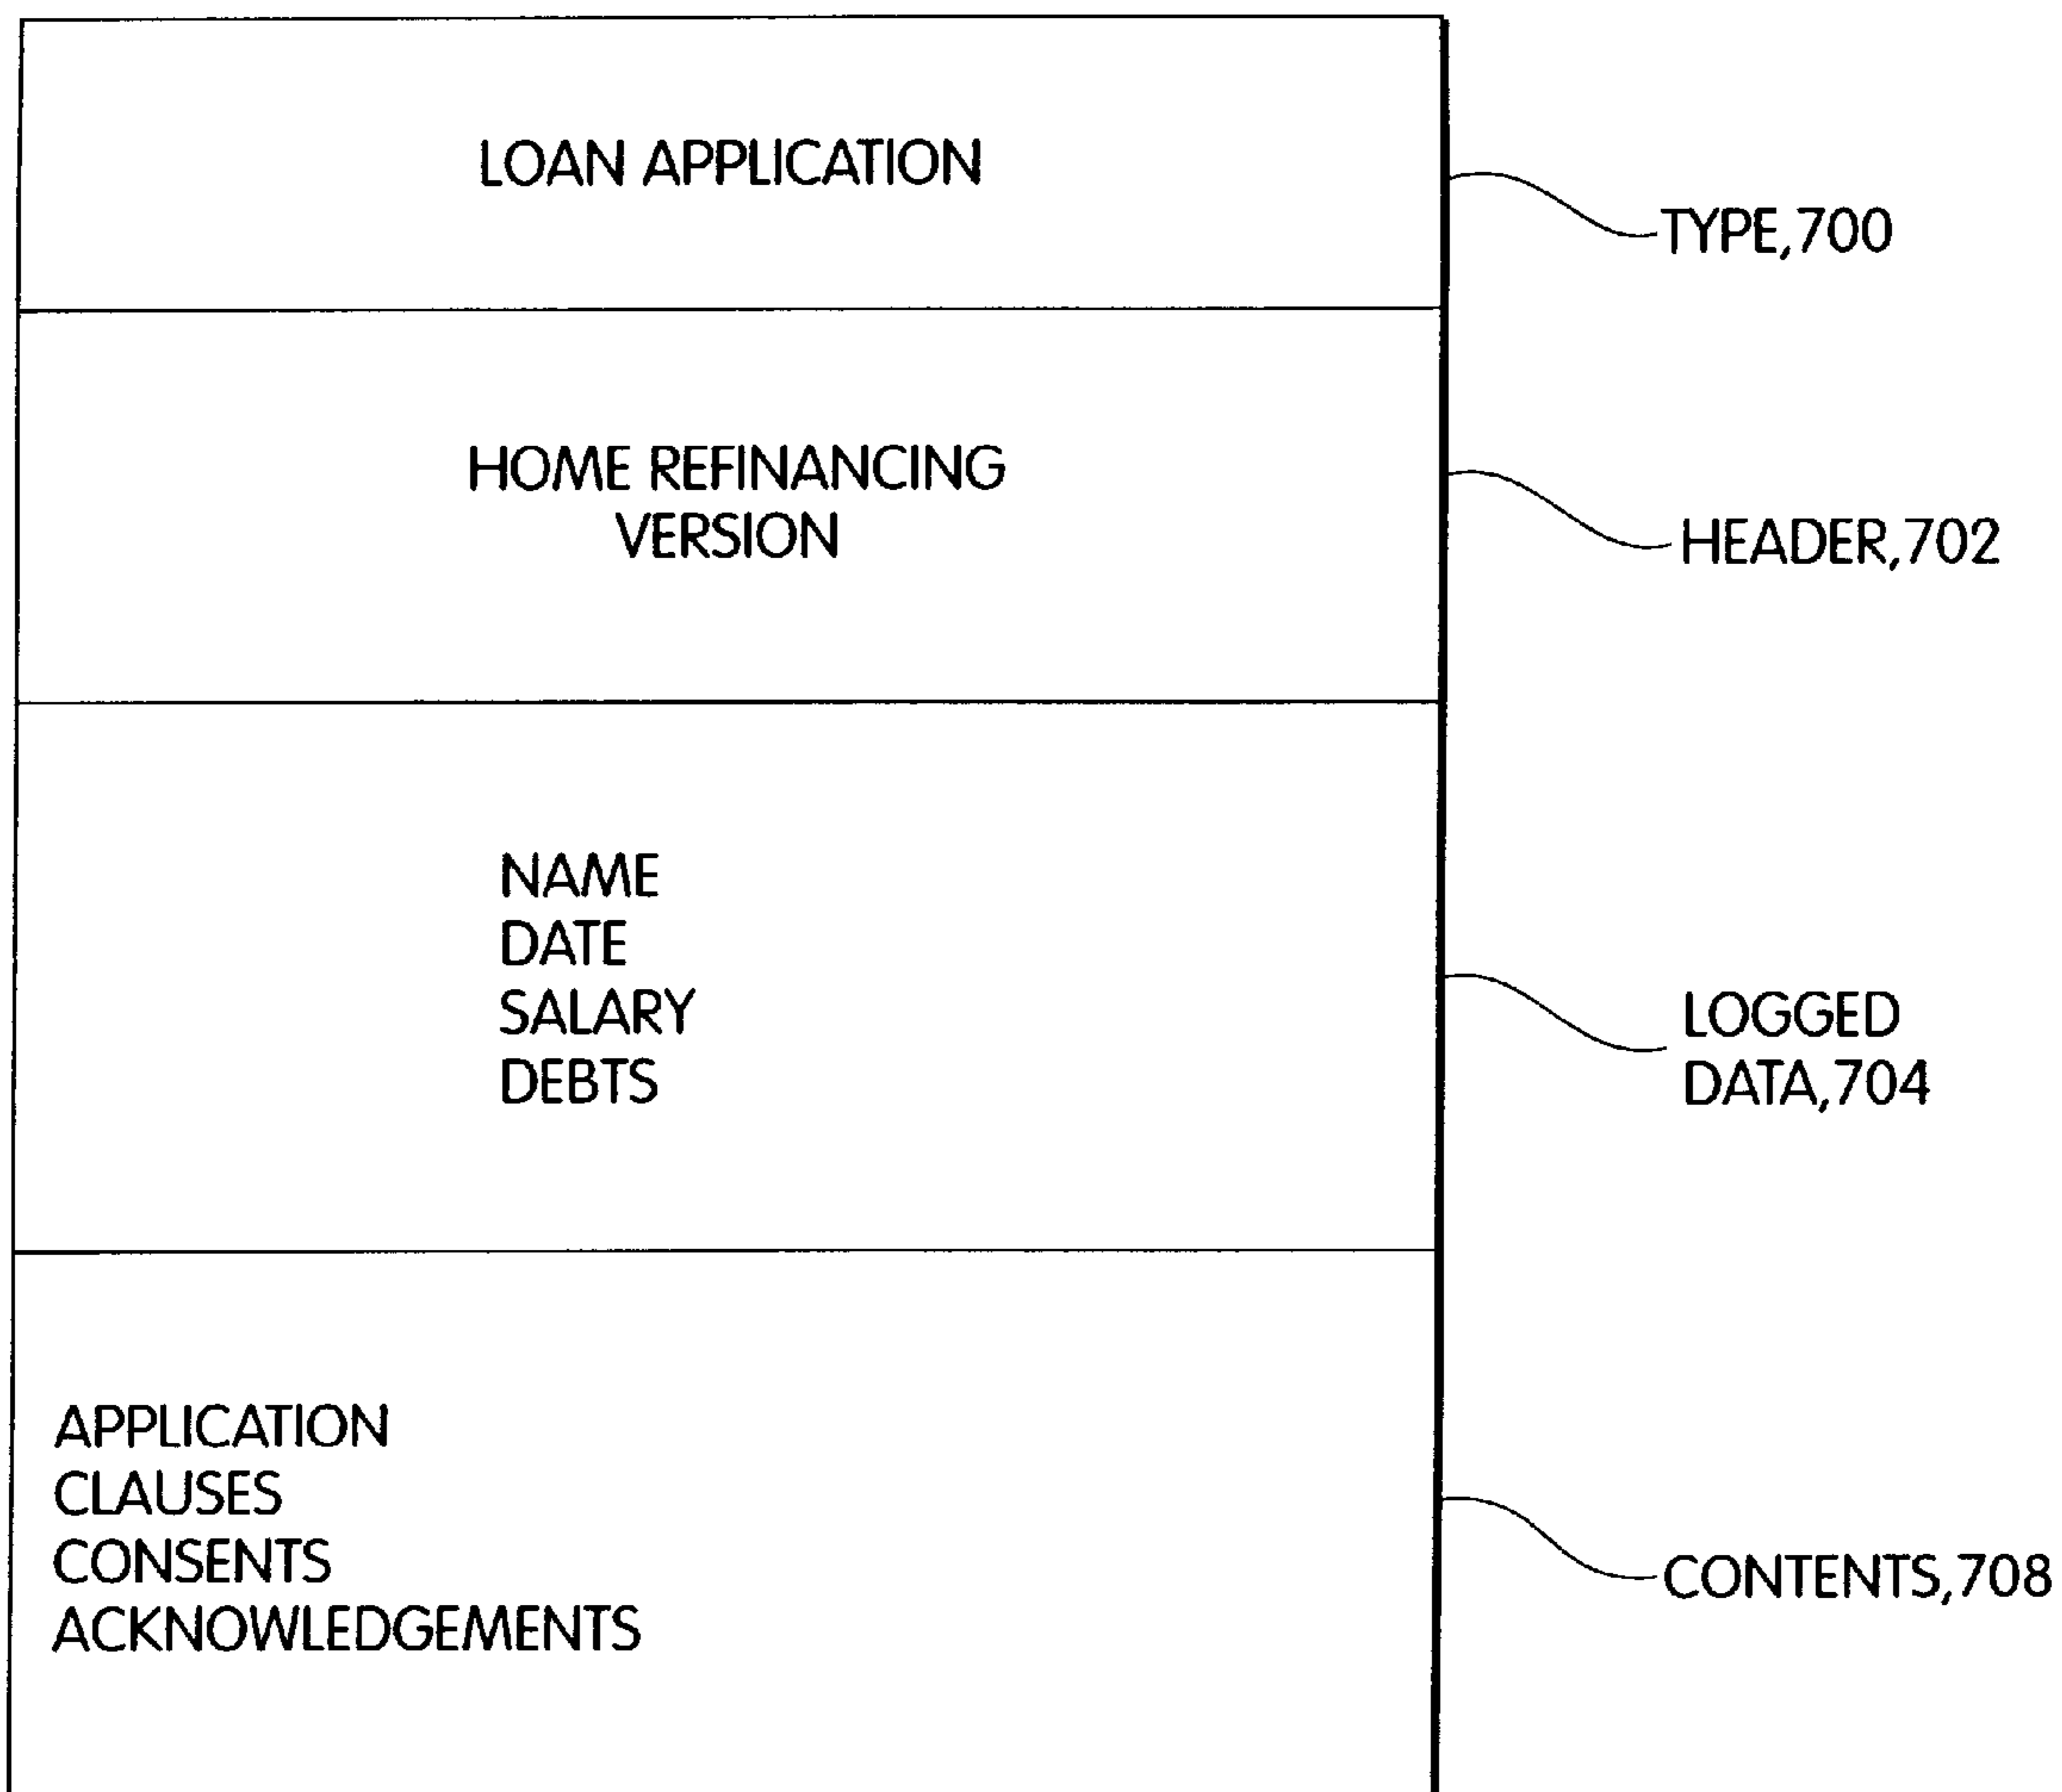 LOAN APPLICATION
TYPE,700
HOME REFINANCING
VERSION
HEADER,702
NAME
DATE
SALARY
DEBTS
LOGGED
DATA,704
APPLICATION
CLAUSES
CONSENTS
ACKNOWLEDGEMENTS
CONTENTS,708